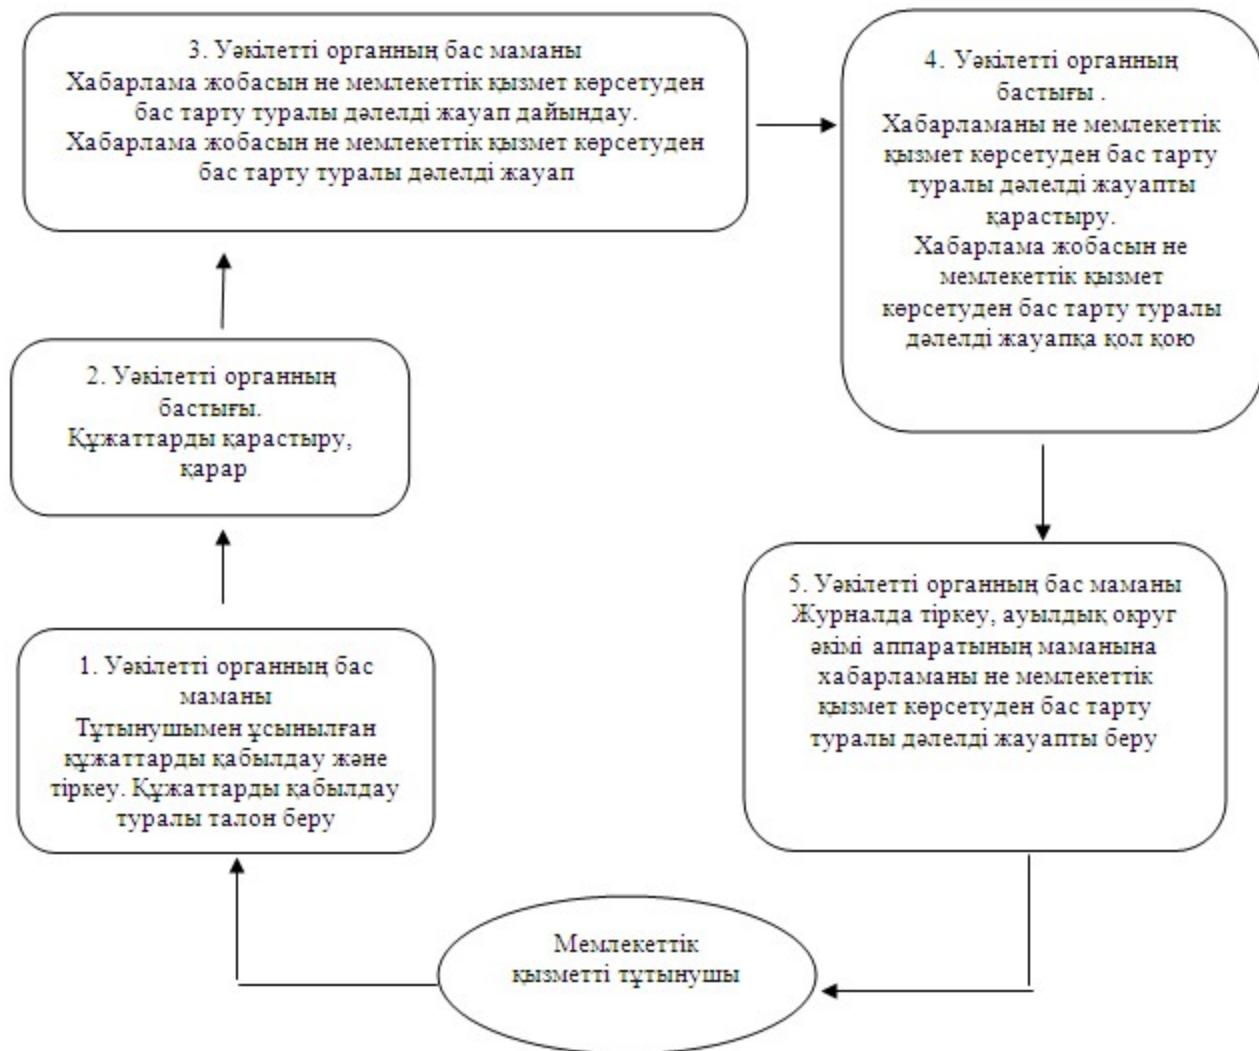 3. Уәкілетті органның бас маманы
Хабарлама жобасын не мемлекеттік қызмет көрсетуден
бас тарту туралы дәлелді жауап дайындау.
Хабарлама жобасын не мемлекеттік қызмет көрсетуден
бас тарту туралы дәлелді жауап
4. Уәкілетті органның
бастығы .
Хабарламаны не мемлекеттік
қызмет көрсетуден бас тарту
туралы дәлелді жауапты
қарастыру.
Хабарлама жобасын не
мемлекеттік қызмет
көрсетуден бас тарту туралы
дәлелді жауапқа қол қою
2. Уәкілетті органның
бастығы.
Құжаттарды қарастыру,
қарар
5. Уәкілетті органның бас маманы
Журналда тіркеу, ауылдық округ
әкімі аппаратының маманына
хабарламаны не мемлекеттік
қызмет көрсетуден бас тарту
туралы дәлелді жауапты беру
1. Уәкілетті органның бас
маманы
Тұтынушымен ұсынылған
құжаттарды қабылдау және
тіркеу. Құжаттарды қабылдау
туралы талон беру
Мемлекеттік
қызметті тұтынушы